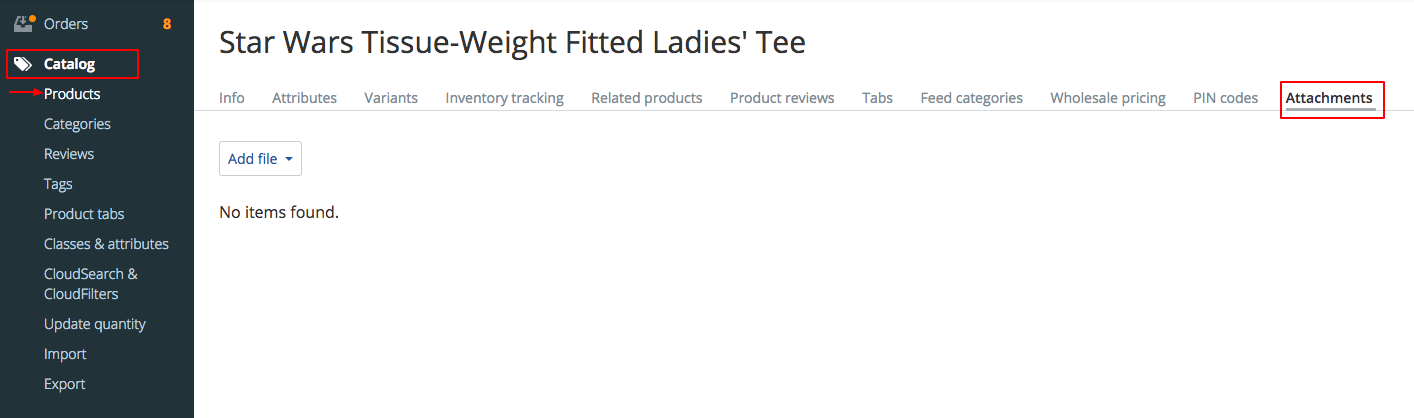 Orders 8
Catalog
Products
Categories
Reviews
Tags
Product tabs
Classes & attributes
CloudSearch &
CloudFilters
Update quantity
Import
Export
Star Wars Tissue-Weight Fitted Ladies' Tee
Info Attributes Variants Inventory tracking Related products Product reviews Tabs Feed categories Wholesale pricing PIN codes Attachments
Add file
No items found.